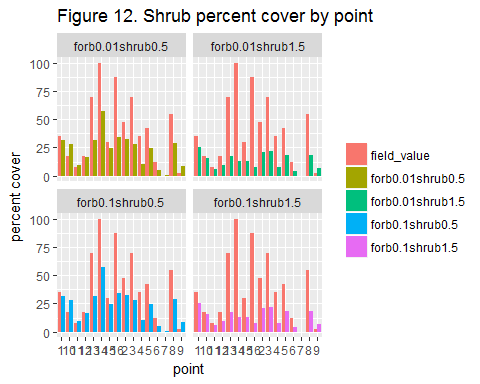 Figure 12. Shrub percent cover by point
forb0.01shrub0.5 forb0.01shrub1.5
100
75
50
25
0
forb0.1shrub0.5 forb0.1shrub1.5
100
75
50
25
0
percent cover
point
field_value
forb0.01shrub0.5
forb0.01shrub1.5
forb0.1shrub0.5
forb0.1shrub1.5